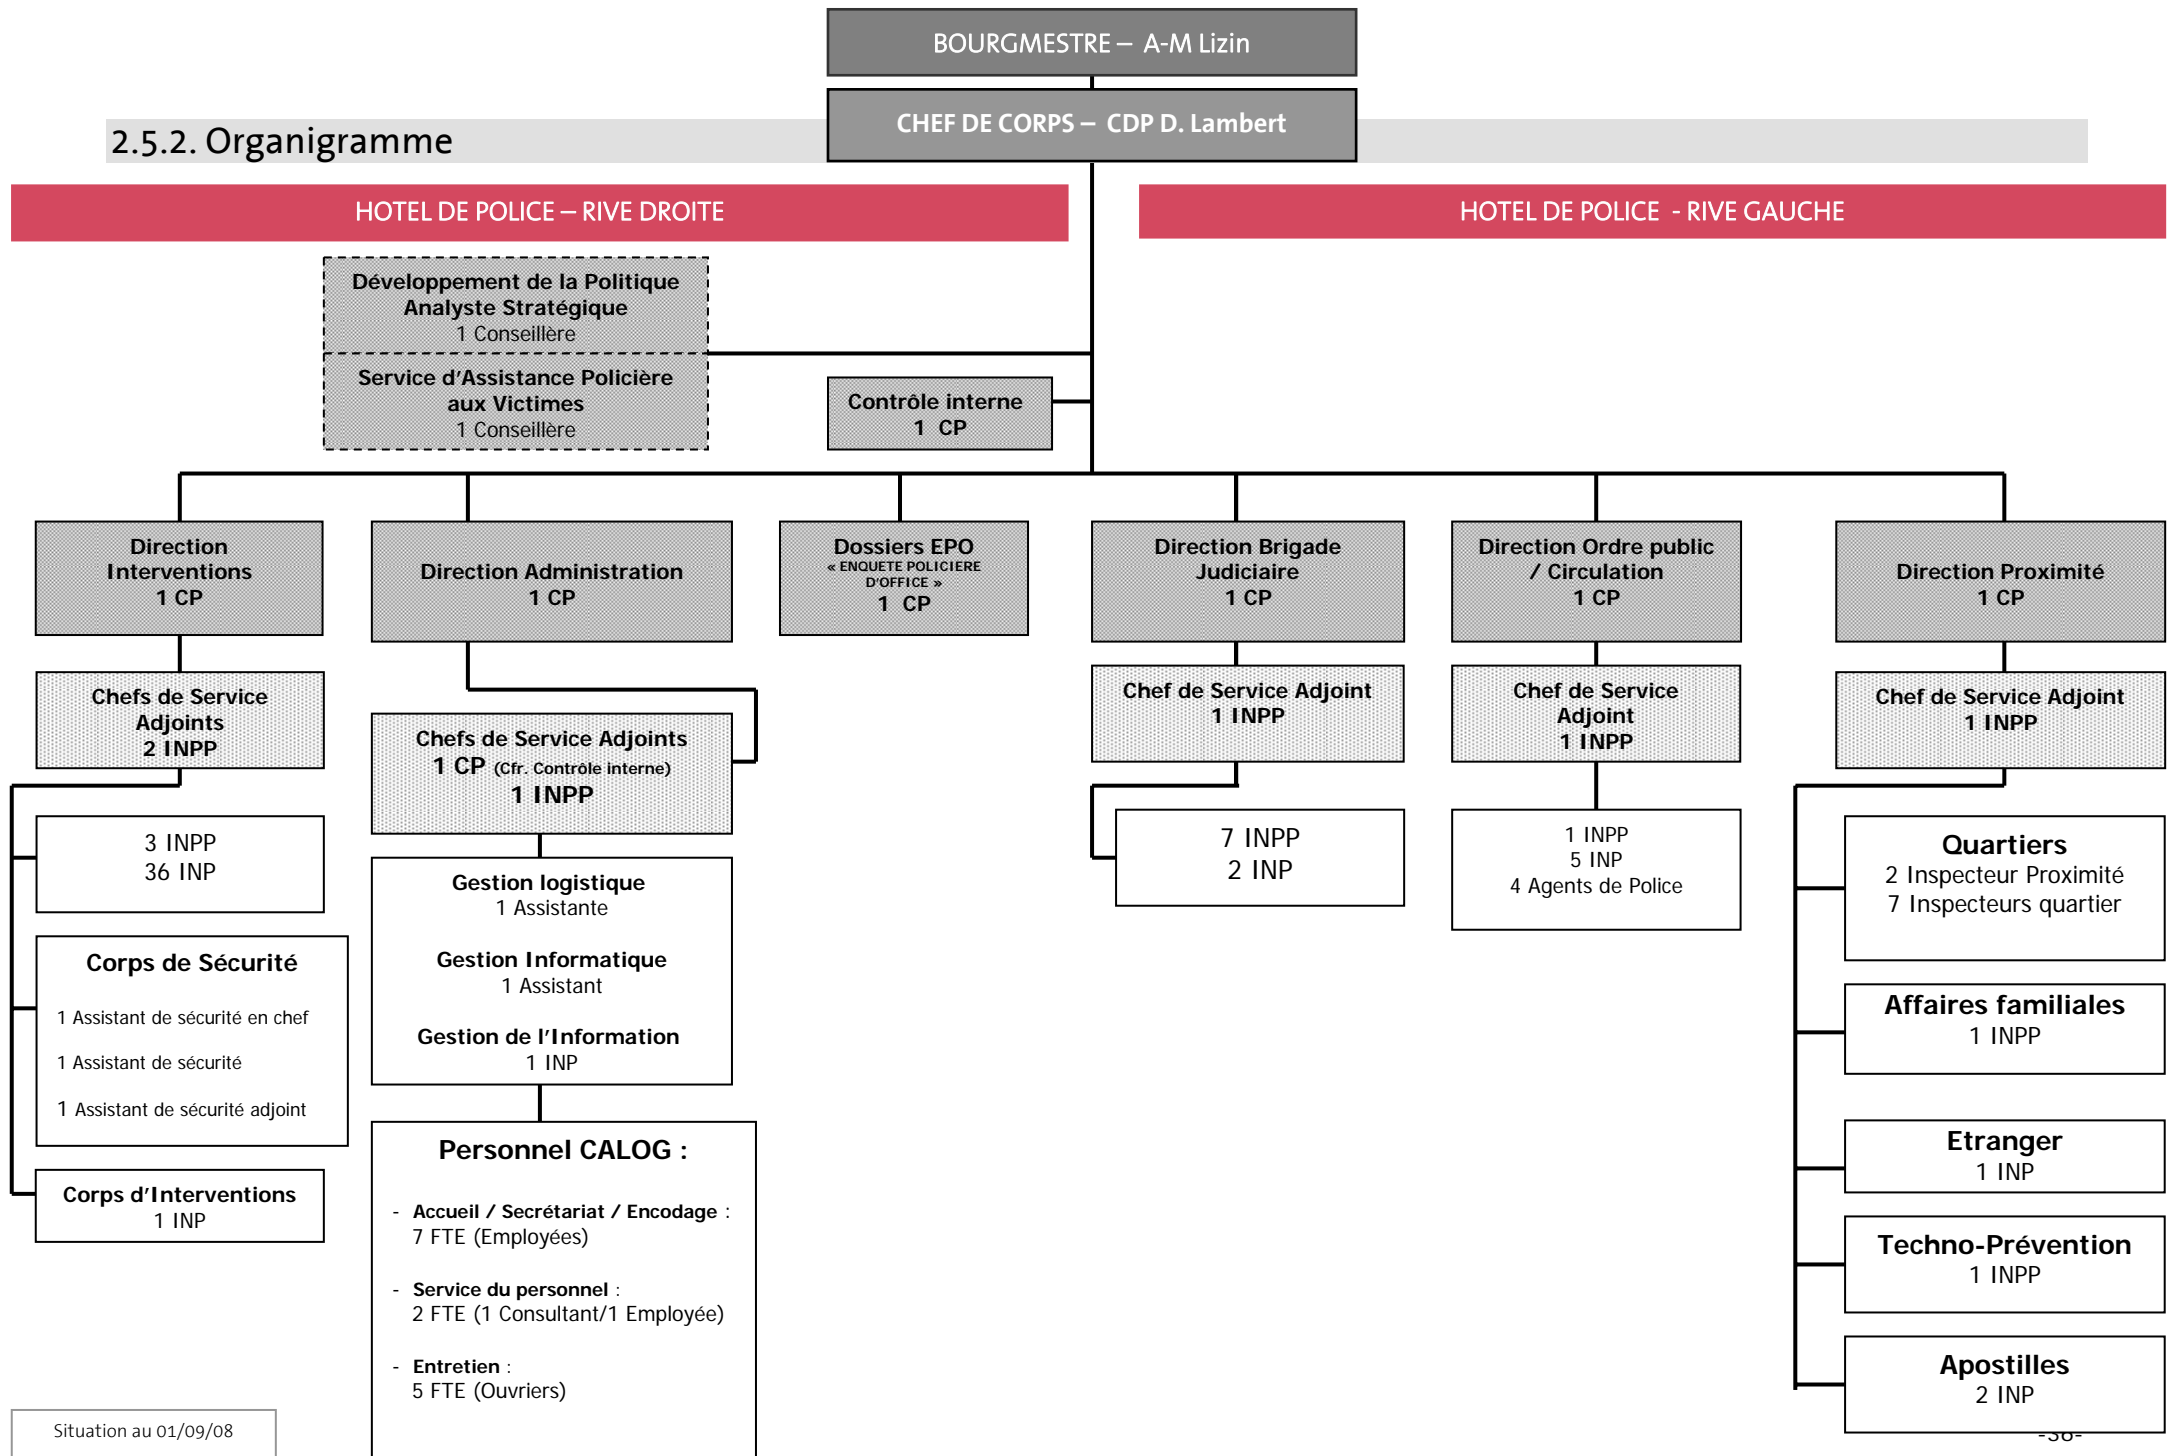 BOURGMESTRE – A-M Lizin
CHEF DE CORPS – CDP D. Lambert
2.5.2. Organigramme
HOTEL DE POLICE – RIVE DROITE
HOTEL DE POLICE - RIVE GAUCHE
Développement de la Politique
Analyste Stratégique
1 Conseillère
Service d'Assistance Policière
aux Victimes
1 Conseillère
Contrôle interne
1 CP
Direction
Interventions
1 CP
Direction Administration
1 CP
Dossiers EPO
« ENQUETE POLICIERE
D'OFFICE »
1 CP
Direction Brigade
Judiciaire
1 CP
Direction Ordre public
/ Circulation
1 CP
Direction Proximité
1 CP
Chefs de Service
Adjoints
2 INPP
Chefs de Service Adjoints
1 CP (Cfr. Contrôle interne)
1 INPP
Chef de Service Adjoint
1 INPP
Chef de Service
Adjoint
1 INPP
Chef de Service Adjoint
1 INPP
3 INPP
36 INP
Corps de Sécurité
1 Assistant de sécurité en chef
1 Assistant de sécurité
1 Assistant de sécurité adjoint
Corps d'Interventions
1 INP
Gestion logistique
1 Assistante
Gestion Informatique
1 Assistant
Gestion de l'Information
1 INP
Personnel CALOG :
- Accueil / Secrétariat / Encodage :
7 FTE (Employées)
- Service du personnel :
2 FTE (1 Consultant/1 Employée)
- Entretien :
5 FTE (Ouvriers)
7 INPP
2 INP
1 INPP
5 INP
4 Agents de Police
Quartiers
2 Inspecteur Proximité
7 Inspecteurs quartier
Affaires familiales
1 INPP
Etranger
1 INP
Techno-Prévention
1 INPP
Apostilles
2 INP
Situation au 01/09/08
-36-